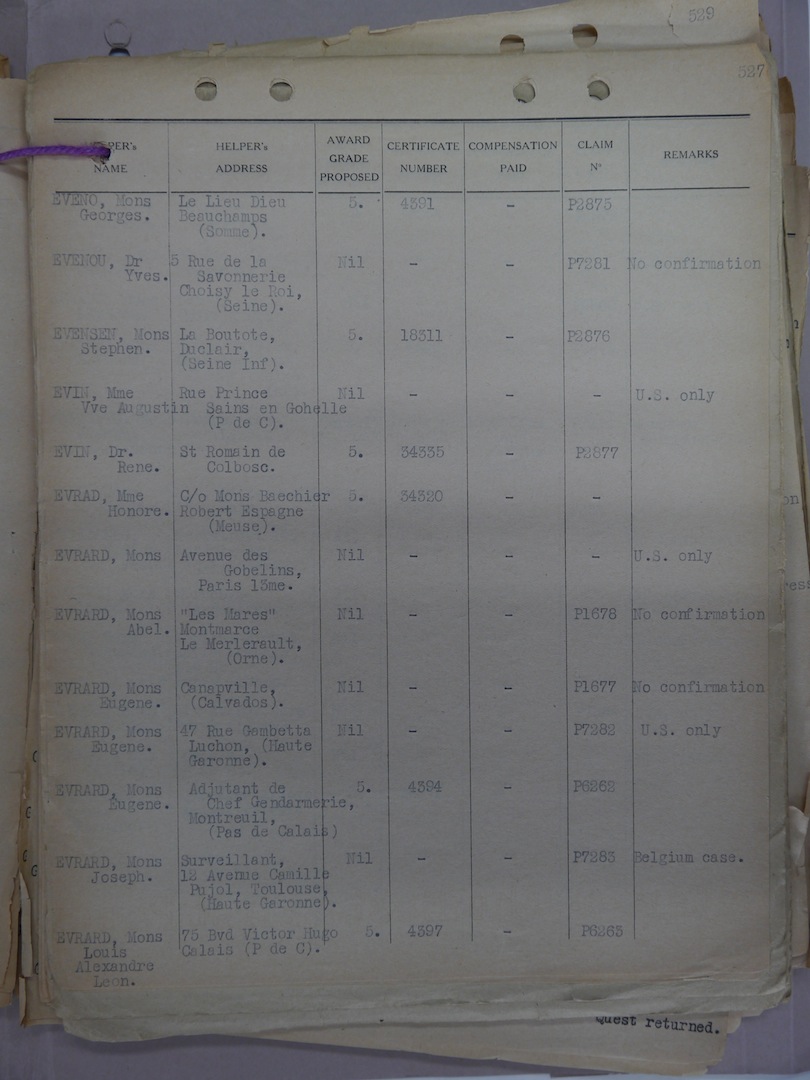 529
527
HELPER's AWARD CERTIFICATE COMPENSATION CLAIM REMARKS
NAME ADDRESS GRADE PROPOSED NUMBER PAID Nº
EVENO, Mons Le Lieu Dieu 5. 4391 - P2875
Georges. Beauchamps
(Somme).
EVENOU, Dr 5 Rue de la Nil - - P7281 No confirmation
Yves. Savonnerie
Choisy le Roi,
(Seine).
EVENSEN, Mons La Boutote, 5. 18311 - P2876
Stephen. Duclair,
(Seine Inf).
EVIN, Mme Rue Prince Nil - - - U.S. only
Vve Augustin Sains en Gohelle
(P de C).
EVIN, Dr. St Romain de 5. 34335 - P2877
Rene. Colbosc.
EVRAD, Mme C/o Mons Baechier 5. 34320 - -
Honore. Robert Espagne
(Meuse).
EVRARD, Mons Avenue des Nil - - - U.S. only
Gobelins,
Paris 13me.
EVRARD, Mons "Les Mares" Nil - - P1678 No confirmation
Abel. Montmarce
Le Merlerault,
(Orne).
EVRARD, Mons Canapville, Nil - - P1677 No confirmation
Eugene. (Calvados).
EVRARD, Mons 47 Rue Gambetta Nil - - P7282 U.S. only
Eugene. Luchon, (Haute
Garonne).
EVRARD, Mons Adjutant de 5. 4394 - P6262
Eugene. Chef Gendarmerie,
Montreuil,
(Pas de Calais)
EVRARD, Mons Surveillant, Nil - - P7283 Belgium case.
Joseph. 12 Avenue Camille
Pujol, Toulouse,
(Haute Garonne).
EVRARD, Mons 75 Bvd Victor Hugo 5. 4397 - P6263
Louis Calais (P de C).
Alexandre
Leon.
quest returned.